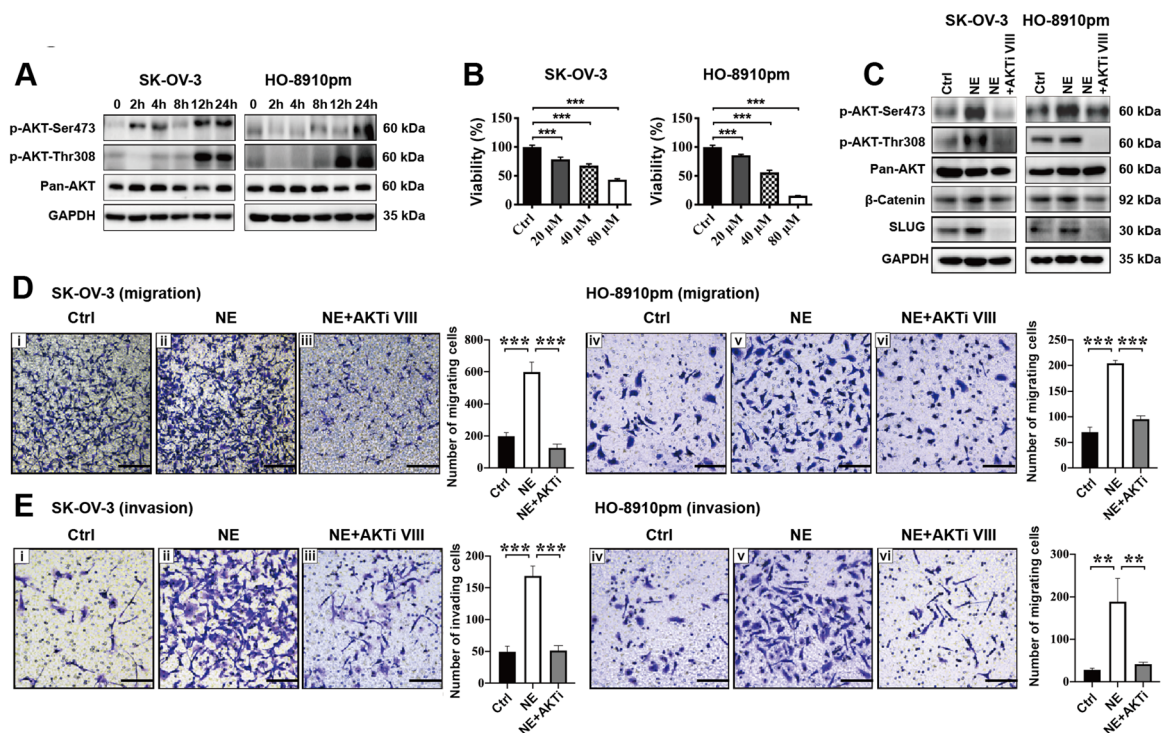 A
SK-OV-3 HO-8910pm
0 2h 4h 8h 12h 24h 0 2h 4h 8h 12h 24h
p-AKT-Ser473 60 kDa
p-AKT-Thr308 60 kDa
Pan-AKT 60 kDa
GAPDH 35 kDa
B
SK-OV-3
***
***
***
Viability (%)
150
100
50
0
Ctrl 20 µM 40 µM 80 µM
HO-8910pm
***
***
***
Viability (%)
150
100
50
0
Ctrl 20 µM 40 µM 80 µM
C
SK-OV-3 HO-8910pm
Ctrl NE NE +AKTi VIII Ctrl NE NE +AKTi VIII
p-AKT-Ser473 60 kDa
p-AKT-Thr308 60 kDa
Pan-AKT 60 kDa
β-Catenin 92 kDa
SLUG 30 kDa
GAPDH 35 kDa
D
SK-OV-3 (migration)
Ctrl NE NE+AKTi VIII
i ii iii
Number of migrating cells
800
600
400
200
0
*** ***
Ctrl NE NE+AKTi
HO-8910pm (migration)
Ctrl NE NE+AKTi VIII
iv v vi
Number of migrating cells
250
200
150
100
50
0
*** ***
Ctrl NE NE+AKTi
E
SK-OV-3 (invasion)
Ctrl NE NE+AKTi VIII
i ii iii
Number of invading cells
200
150
100
50
0
*** ***
Ctrl NE NE+AKTi
HO-8910pm (invasion)
Ctrl NE NE+AKTi VIII
iv v vi
Number of migrating cells
300
200
100
0
** **
Ctrl NE NE+AKTi